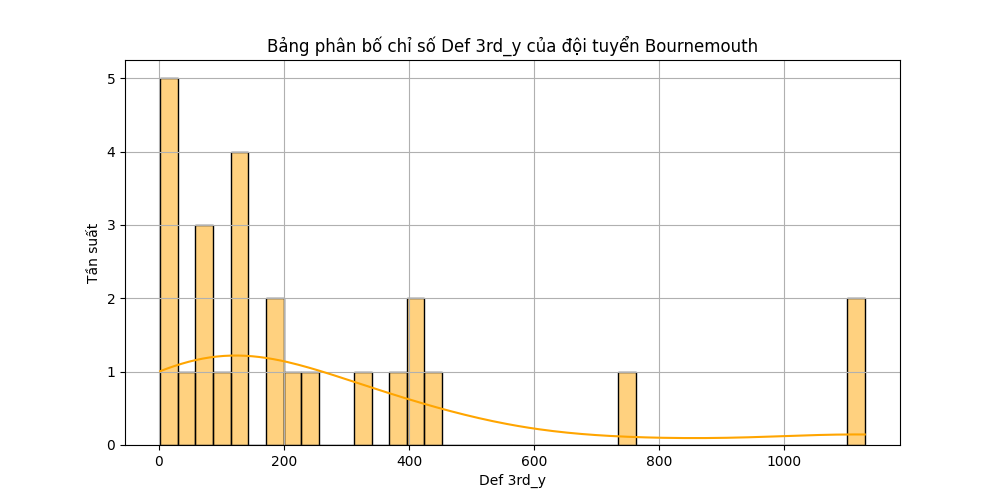 Bảng phân bố chỉ số Def 3rd_y của đội tuyển Bournemouth
Tần suất
5
4
3
2
1
0
0 200 400 600 800 1000
Def 3rd_y